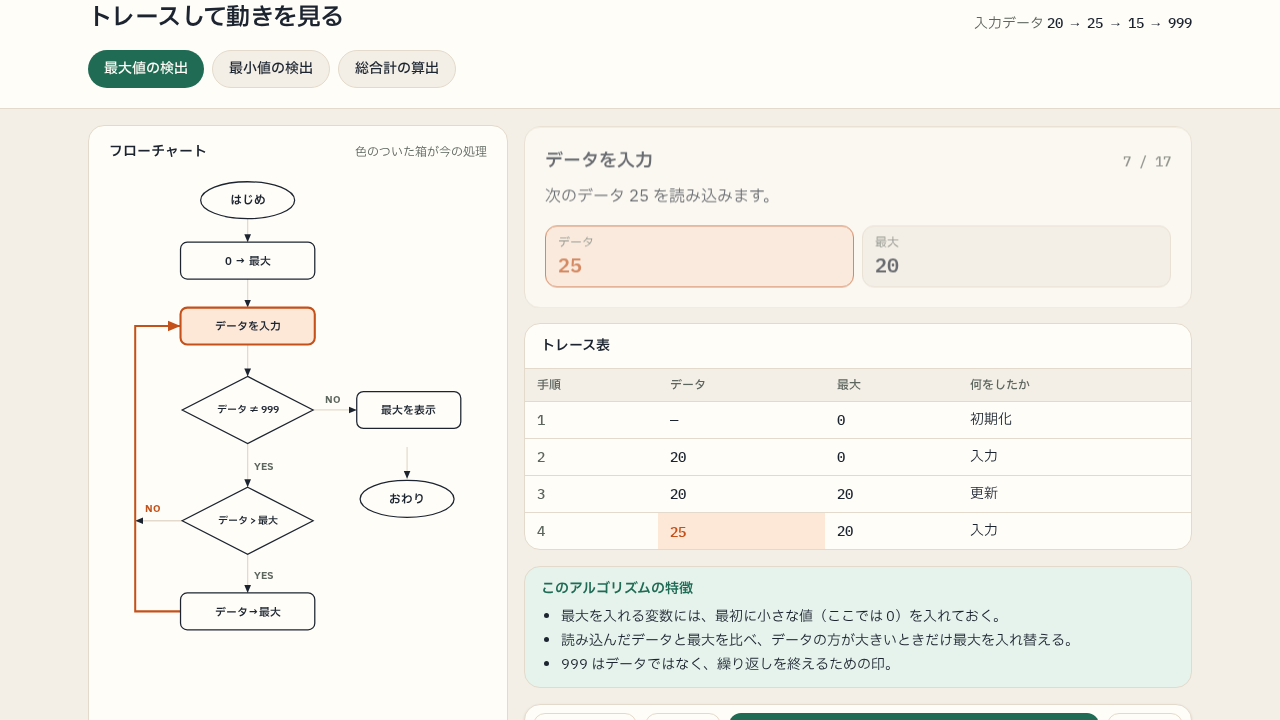 トレースして動きを見る
入力データ 20 → 25 → 15 → 999
最大値の検出
最小値の検出
総合計の算出
フローチャート
色のついた箱が今の処理
はじめ
0 → 最大
データを入力
データ ≠ 999
NO
最大を表示
YES
おわり
NO
データ > 最大
YES
データ→最大
データを入力
7 / 17
次のデータ 25 を読み込みます。
データ
25
最大
20
トレース表
手順 データ 最大 何をしたか
1 — 0 初期化
2 20 0 入力
3 20 20 更新
4 25 20 入力
このアルゴリズムの特徴
• 最大を入れる変数には、最初に小さな値（ここでは 0）を入れておく。
• 読み込んだデータと最大を比べ、データの方が大きいときだけ最大を入れ替える。
• 999 はデータではなく、繰り返しを終えるための印。